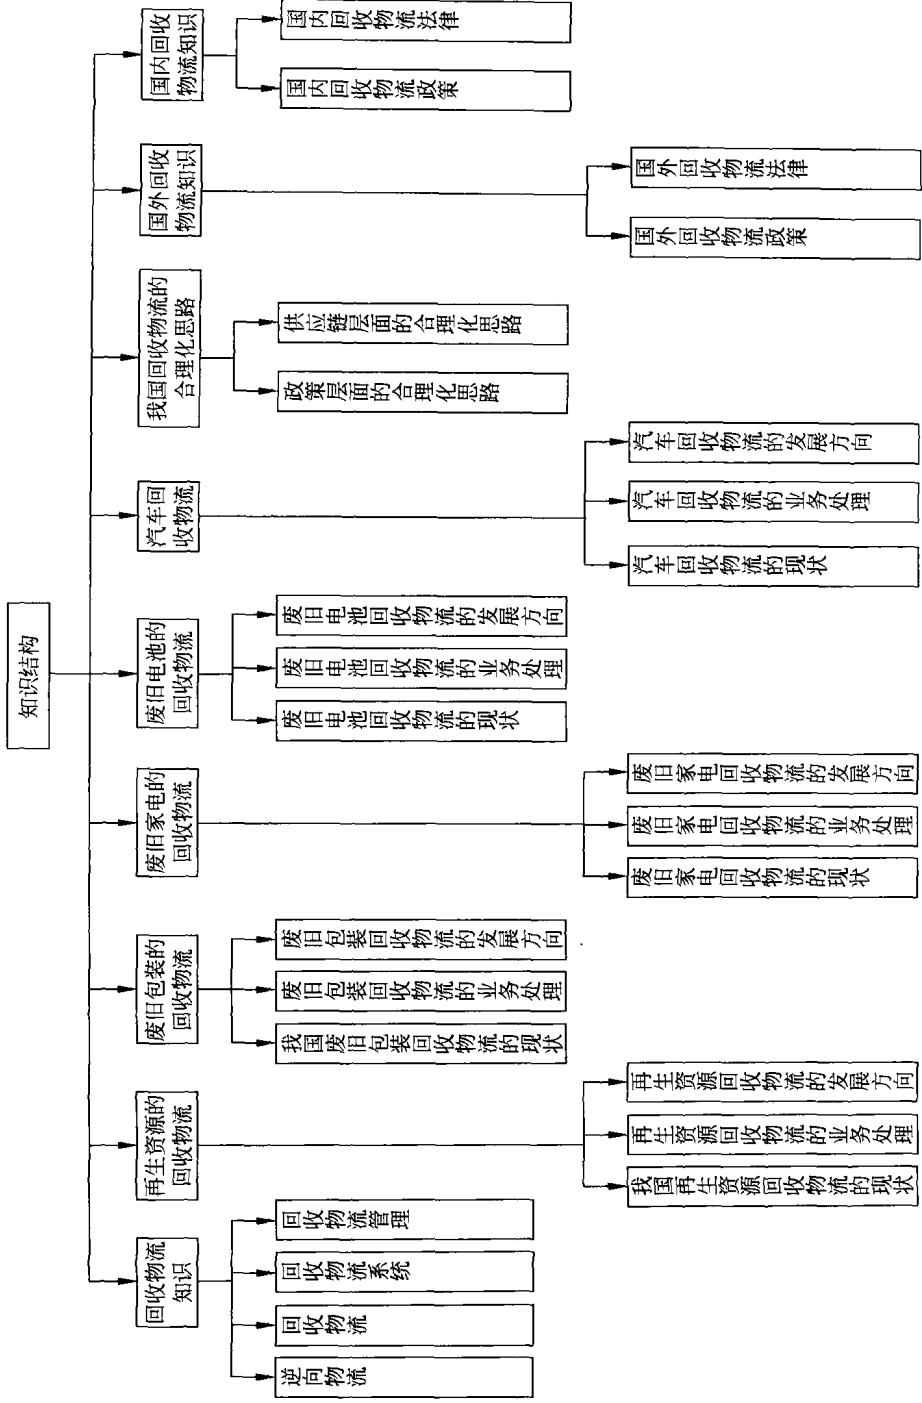 知识结构
回收物流
知识
逆向物流
回收物流
回收物流系统
回收物流管理
再生资源的
回收物流
我国再生资源回收物流的现状
再生资源回收物流的业务处理
再生资源回收物流的发展方向
废旧包装的
回收物流
我国废旧包装回收物流的现状
废旧包装回收物流的业务处理
废旧包装回收物流的发展方向
废旧家电的
回收物流
废旧家电回收物流的现状
废旧家电回收物流的业务处理
废旧家电回收物流的发展方向
废旧电池的
回收物流
废旧电池回收物流的现状
废旧电池回收物流的业务处理
废旧电池回收物流的发展方向
汽车回
收物流
汽车回收物流的现状
汽车回收物流的业务处理
汽车回收物流的发展方向
我国回收物流的
合理化思路
政策层面的合理化思路
供应链层面的合理化思路
国外回收
物流知识
国外回收物流政策
国外回收物流法律
国内回收
物流知识
国内回收物流政策
国内回收物流法律